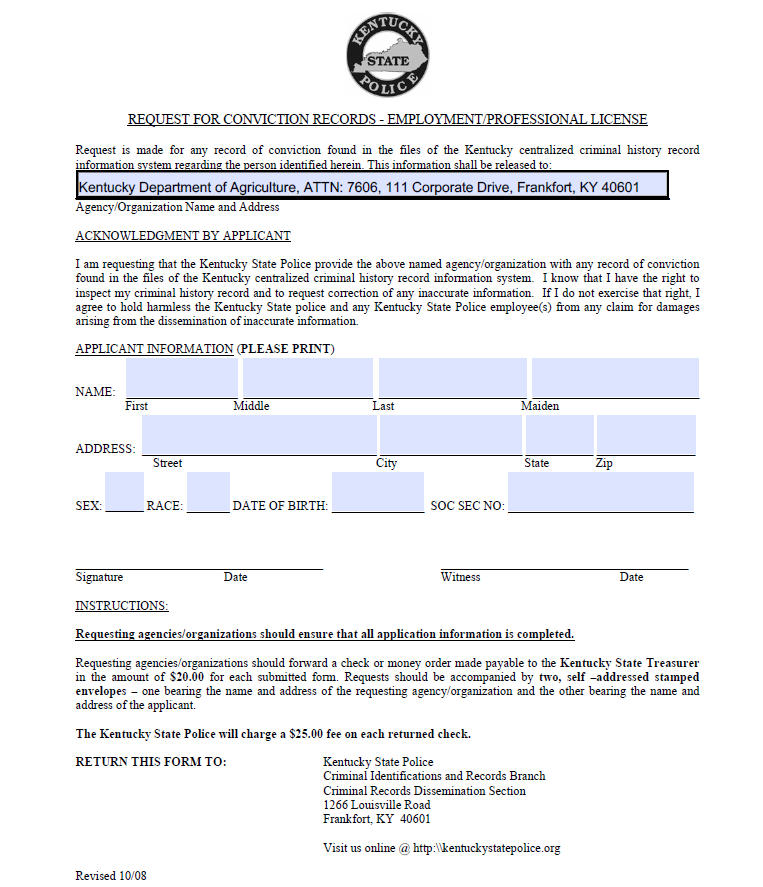 KENTUCKY
STATE
POLICE
REQUEST FOR CONVICTION RECORDS - EMPLOYMENT/PROFESSIONAL LICENSE
Request is made for any record of conviction found in the files of the Kentucky centralized criminal history record
information system regarding the person identified herein. This information shall be released to:
Kentucky Department of Agriculture, ATTN: 7606, 111 Corporate Drive, Frankfort, KY 40601
Agency/Organization Name and Address
ACKNOWLEDGMENT BY APPLICANT
I am requesting that the Kentucky State Police provide the above named agency/organization with any record of conviction
found in the files of the Kentucky centralized criminal history record information system. I know that I have the right to
inspect my criminal history record and to request correction of any inaccurate information. If I do not exercise that right, I
agree to hold harmless the Kentucky State police and any Kentucky State Police employee(s) from any claim for damages
arising from the dissemination of inaccurate information.
APPLICANT INFORMATION (PLEASE PRINT)
NAME:
First Middle Last Maiden
ADDRESS:
Street City State Zip
SEX: RACE: DATE OF BIRTH: SOC SEC NO:
Signature Date Witness Date
INSTRUCTIONS:
Requesting agencies/organizations should ensure that all application information is completed.
Requesting agencies/organizations should forward a check or money order made payable to the Kentucky State Treasurer
in the amount of $20.00 for each submitted form. Requests should be accompanied by two, self –addressed stamped
envelopes – one bearing the name and address of the requesting agency/organization and the other bearing the name and
address of the applicant.
The Kentucky State Police will charge a $25.00 fee on each returned check.
RETURN THIS FORM TO: Kentucky State Police
Criminal Identifications and Records Branch
Criminal Records Dissemination Section
1266 Louisville Road
Frankfort, KY 40601
Visit us online @ http:\\kentuckystatepolice.org
Revised 10/08